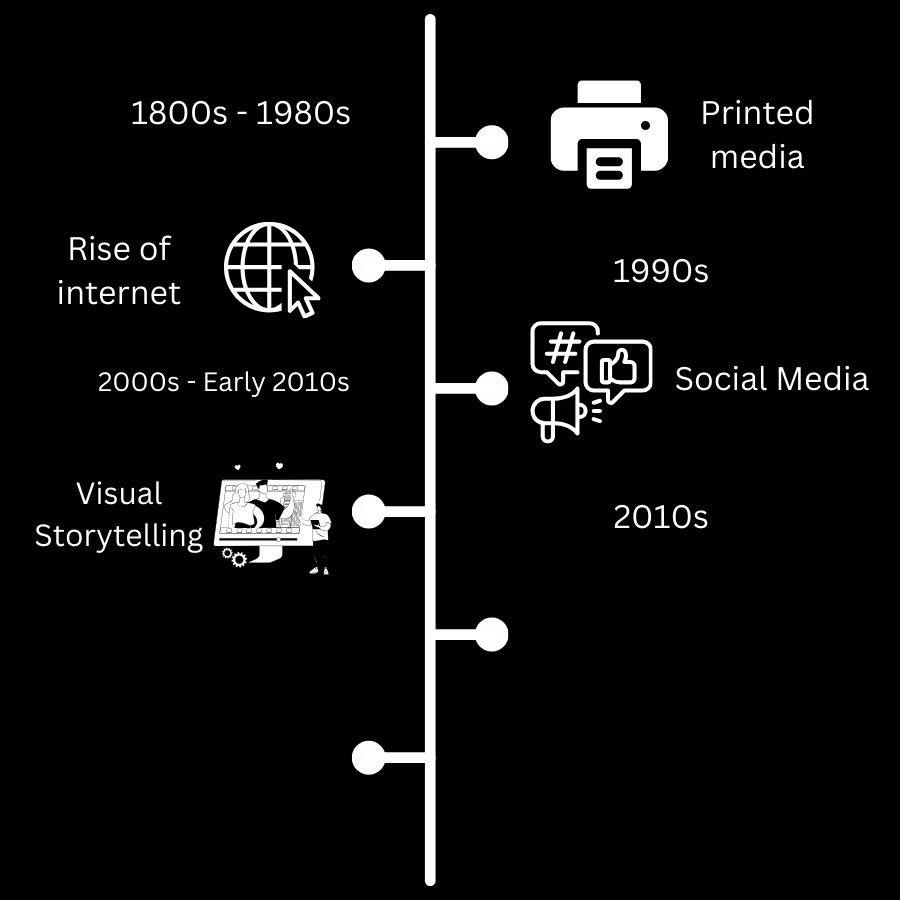 1800s - 1980s
Printed
media
Rise of
internet
1990s
2000s - Early 2010s
#
Social Media
Visual
Storytelling
2010s